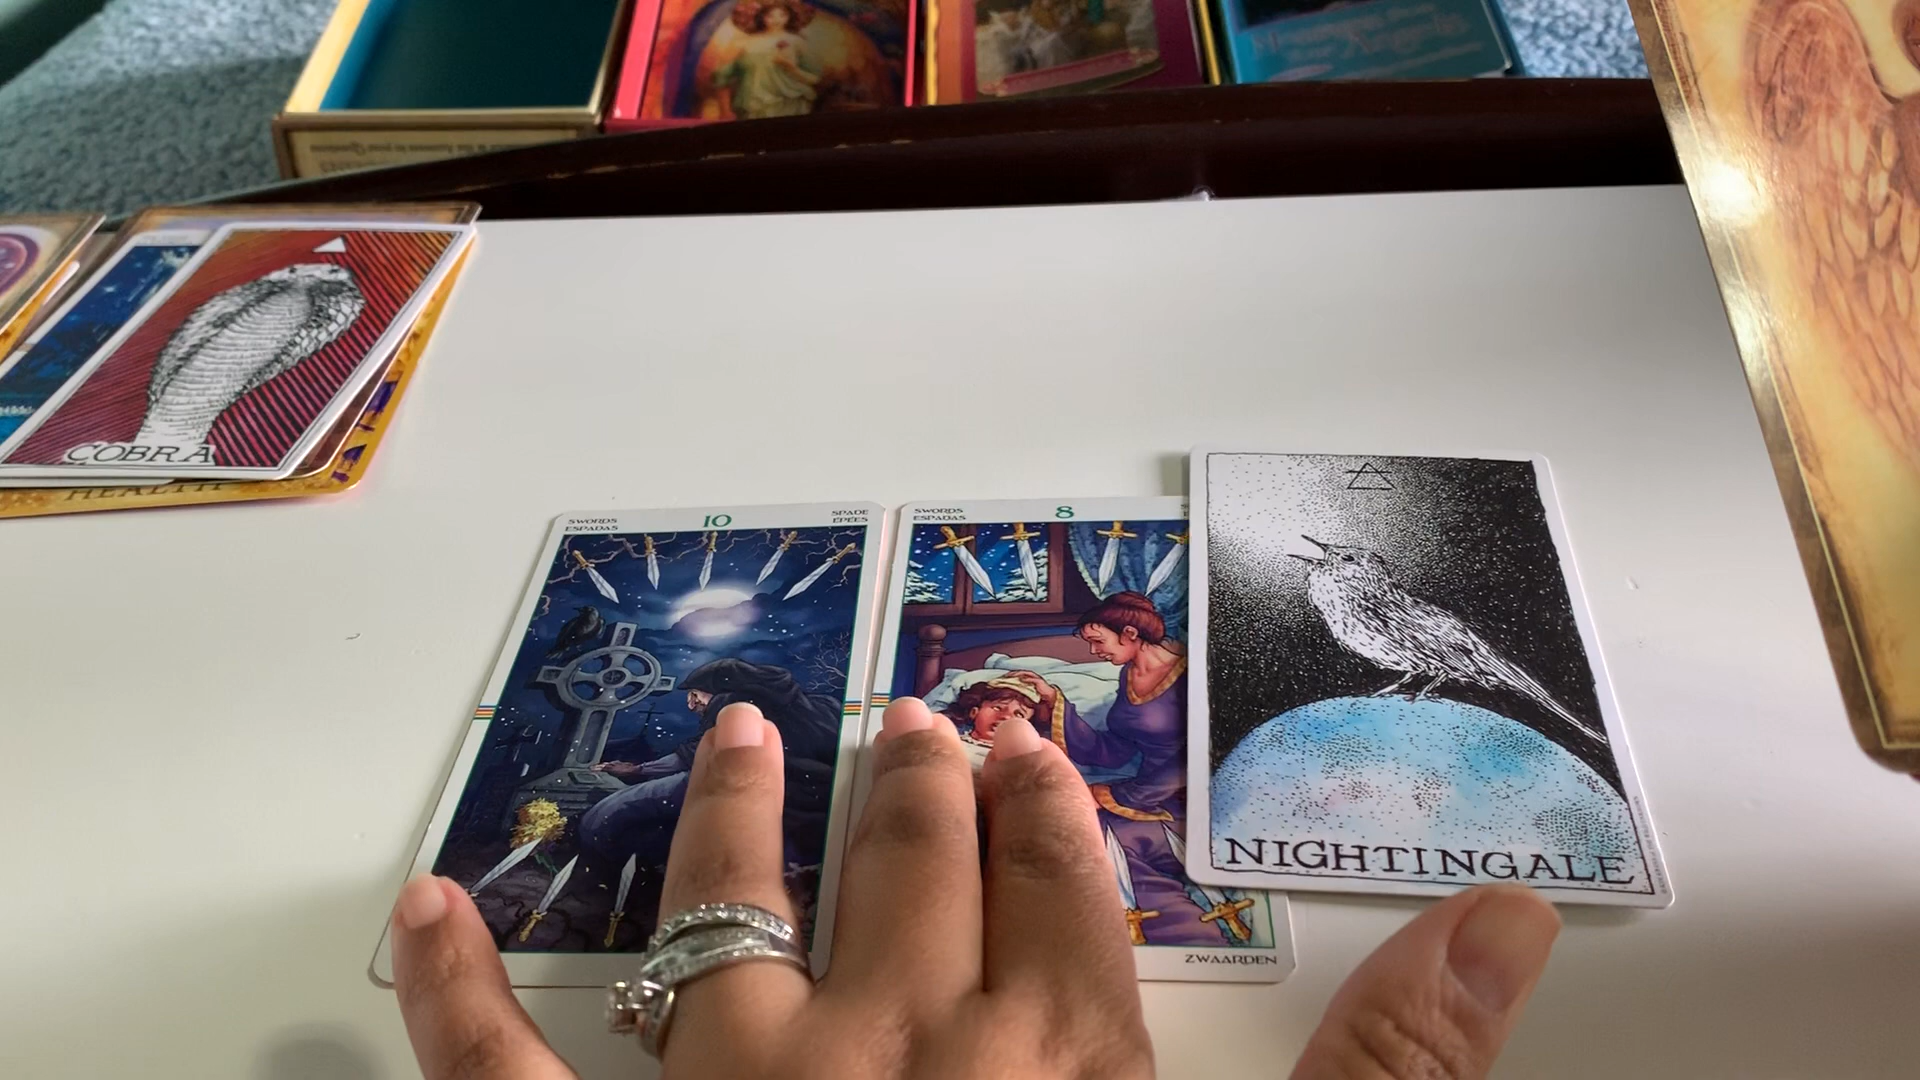 COBRA
HEALTH
SWORDS
ESPADAS
10
SPADE
ÉPÉES
SWORDS
ESPADAS
8
ZWAARDEN
NIGHTINGALE